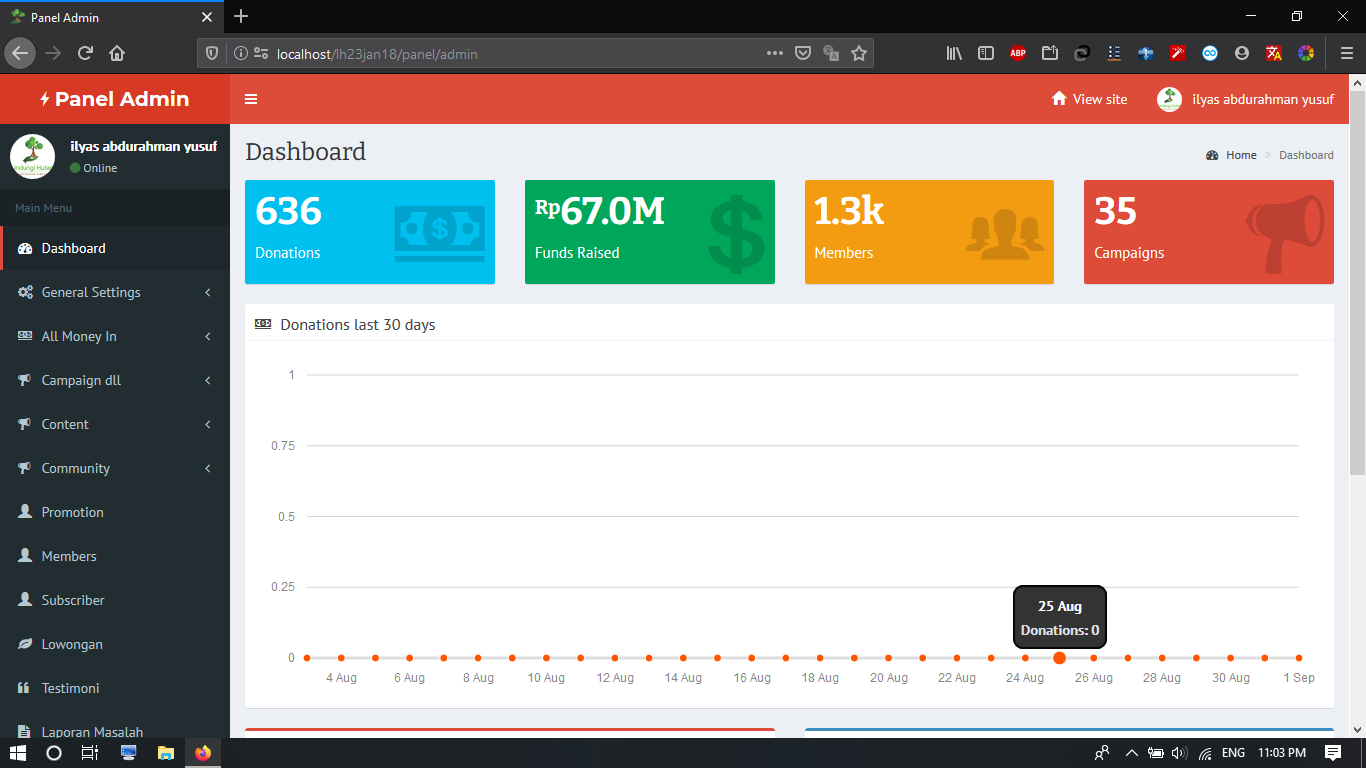 Panel Admin
localhost/lh23jan18/panel/admin
ABP
Panel Admin
View site
ilyas abdurahman yusuf
ilyas abdurahman yusuf
Online
Main Menu
Dashboard
General Settings
All Money In
Campaign dll
Content
Community
Promotion
Members
Subscriber
Lowongan
Testimoni
Laporan Masalah
Dashboard
Home > Dashboard
636
Donations
Rp67.0M
Funds Raised
1.3k
Members
35
Campaigns
Donations last 30 days
1
0.75
0.5
0.25
0
25 Aug
Donations: 0
4 Aug 6 Aug 8 Aug 10 Aug 12 Aug 14 Aug 16 Aug 18 Aug 20 Aug 22 Aug 24 Aug 26 Aug 28 Aug 30 Aug 1 Sep
ENG 11:03 PM